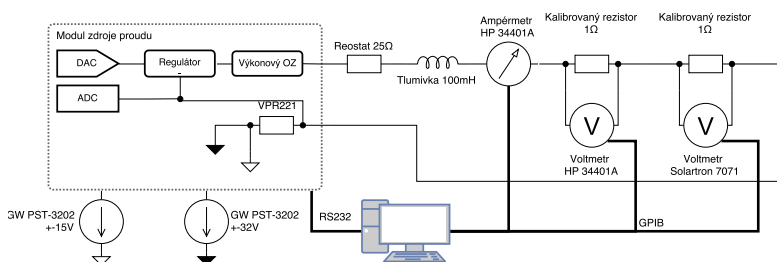 Modul zdroje proudu
DAC
Regulátor
-
Výkonový OZ
ADC
VPR221
Reostat 25Ω
Tlumivka 100mH
Ampérmetr
HP 34401A
Kalibrovaný rezistor
1Ω
Kalibrovaný rezistor
1Ω
V
Voltmetr
HP 34401A
V
Voltmetr
Solartron 7071
GW PST-3202
+-15V
GW PST-3202
+-32V
RS232
GPIB